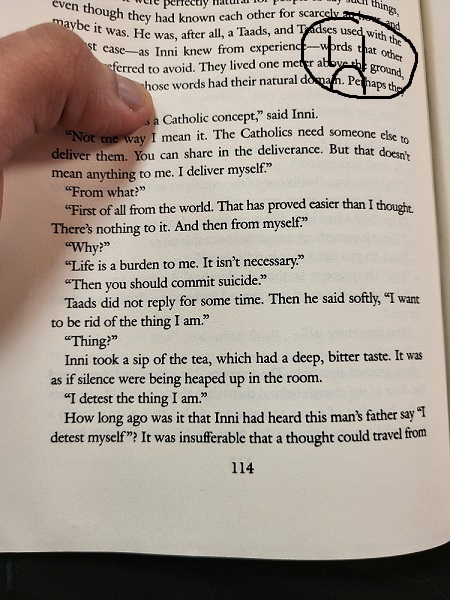 were perfectly natural for people to say such things,
even though they had known each other for scarcely an hour, and
maybe it was. He was, after all, a Taads, and Taadses used with the
st case—as Inni knew from experience—words that other
ferred to avoid. They lived one meter above the ground,
hose words had their natural domain. Perhaps the
a Catholic concept,” said Inni.
“Not the way I mean it. The Catholics need someone else to
deliver them. You can share in the deliverance. But that doesn’t
mean anything to me. I deliver myself.”
“From what?”
“First of all from the world. That has proved easier than I thought.
There’s nothing to it. And then from myself.”
“Why?”
“Life is a burden to me. It isn’t necessary.”
“Then you should commit suicide.”
Taads did not reply for some time. Then he said softly, “I want
to be rid of the thing I am.”
“Thing?”
Inni took a sip of the tea, which had a deep, bitter taste. It was
as if silence were being heaped up in the room.
“I detest the thing I am.”
How long ago was it that Inni had heard this man’s father say “I
detest myself”? It was insufferable that a thought could travel from
114